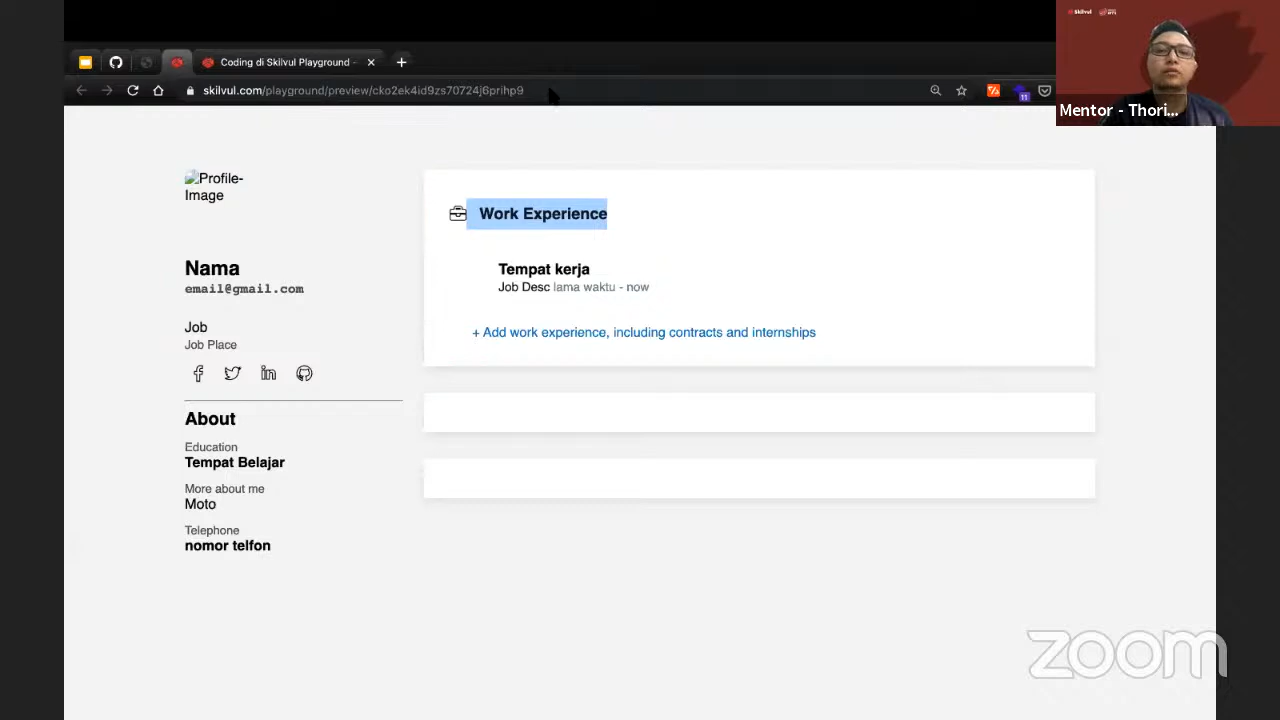 Skilvul
Coding di Skilvul Playground -
skilvul.com/playground/preview/cko2ek4id9zs70724j6prihp9
11
Mentor - Thori...
Profile-
Image
Nama
email@gmail.com
Job
Job Place
About
Education
Tempat Belajar
More about me
Moto
Telephone
nomor telfon
Work Experience
Tempat kerja
Job Desc lama waktu - now
+ Add work experience, including contracts and internships
zoom